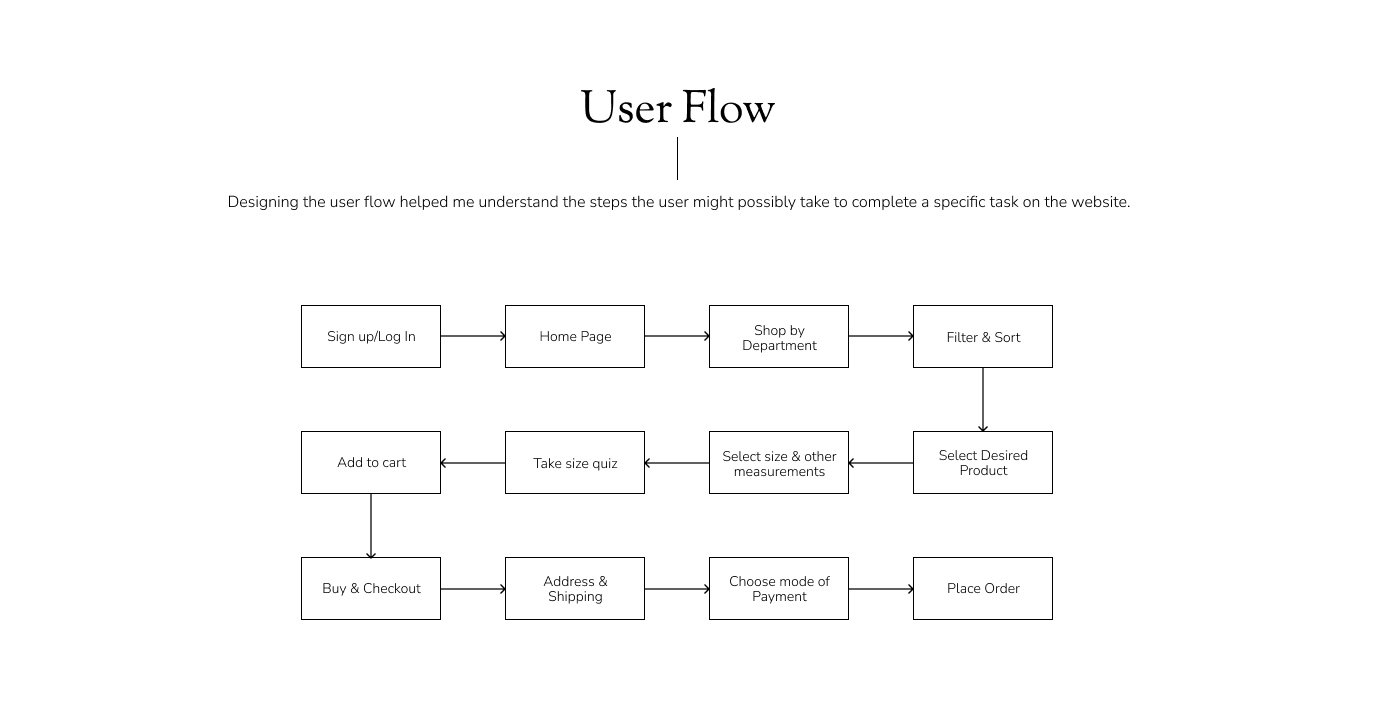 User Flow
Designing the user flow helped me understand the steps the user might possibly take to complete a specific task on the website.
Sign up/Log In
Home Page
Shop by
Department
Filter & Sort
Add to cart
Take size quiz
Select size & other
measurements
Select Desired
Product
Buy & Checkout
Address &
Shipping
Choose mode of
Payment
Place Order